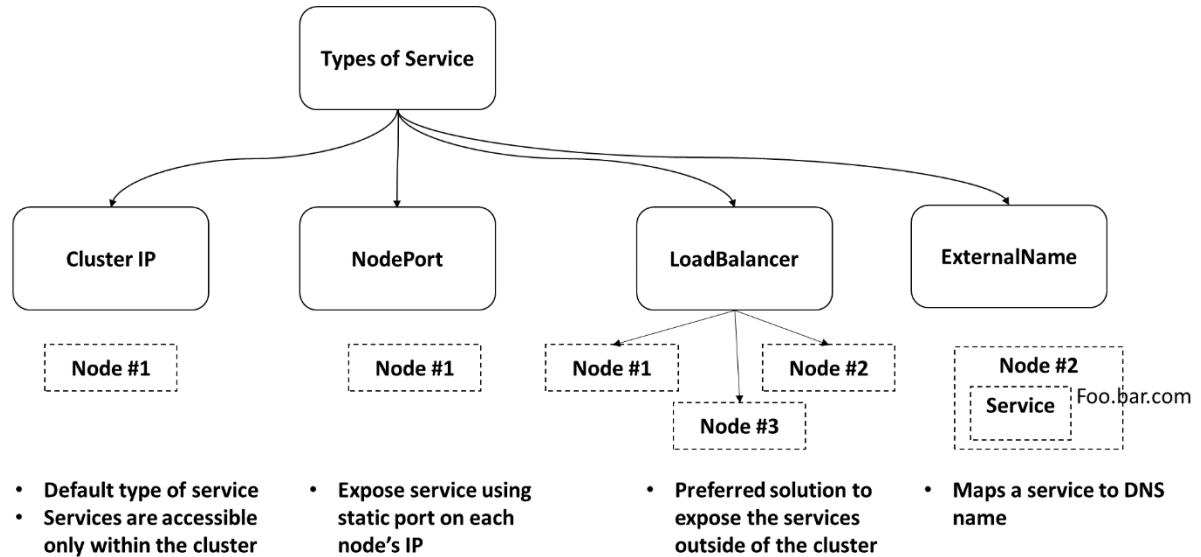 Types of Service
Cluster IP
NodePort
LoadBalancer
ExternalName
Node #1
Node #1
Node #1
Node #2
Node #3
Node #2
Service
Foo.bar.com
• Default type of service
• Services are accessible
only within the cluster
• Expose service using
static port on each
node's IP
• Preferred solution to
expose the services
outside of the cluster
• Maps a service to DNS
name